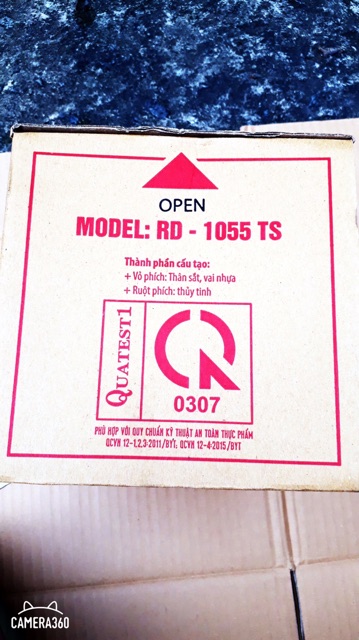 OPEN
MODEL: RD - 1055 TS
Thành phần cấu tạo:
+ Vỏ phích: Thân sắt, vai nhựa
+ Ruột phích: thủy tinh
QUATEST1
0307
PHÙ HỢP VỚI QUY CHUẨN KỸ THUẬT AN TOÀN THỰC PHẨM
QCVN 12-1,2,3:2011/BYT; QCVN 12-4:2015/BYT
CAMERA360